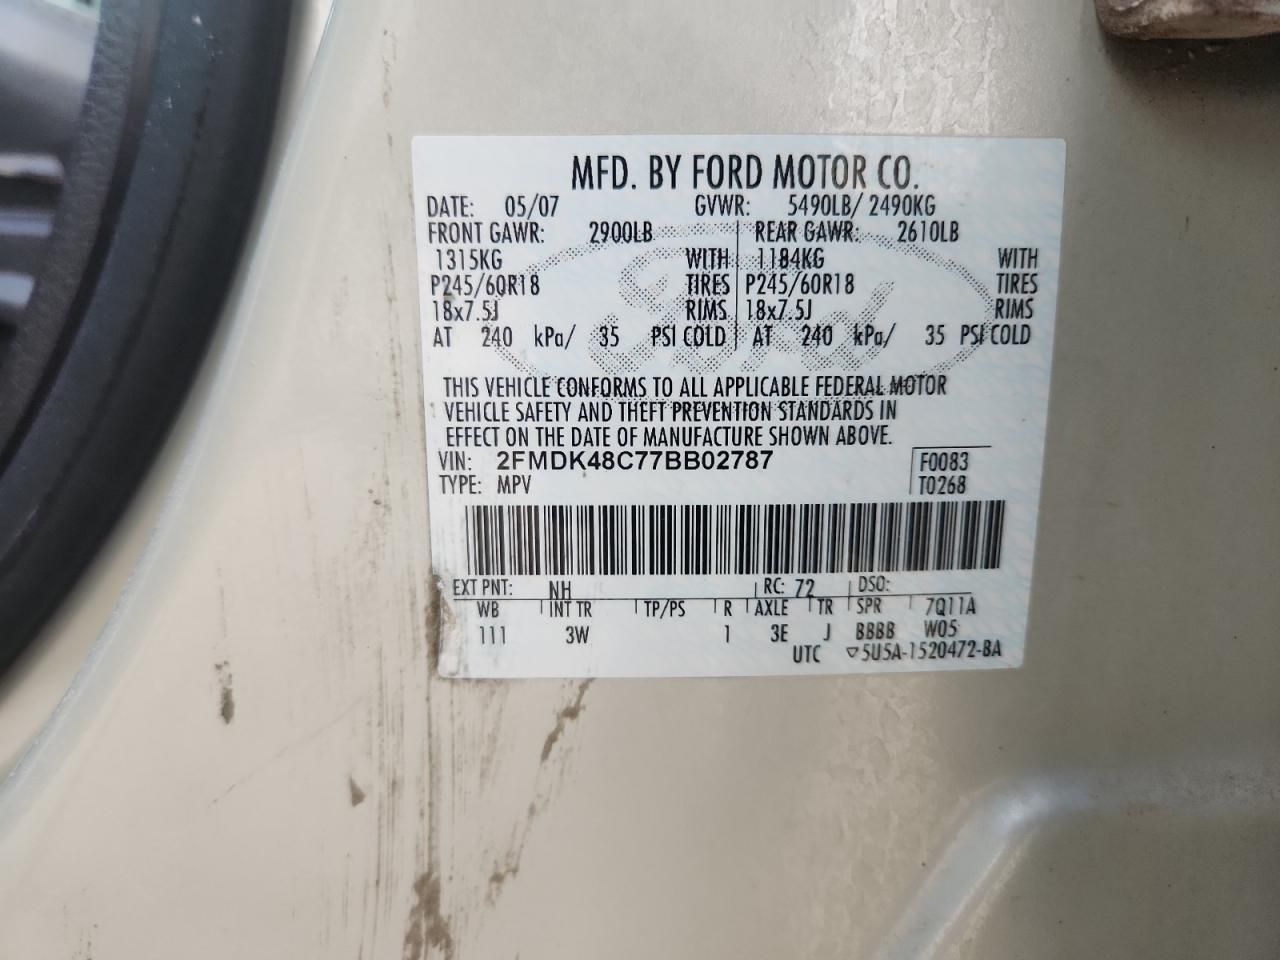 MFD. BY FORD MOTOR CO.
DATE: 05/07 GVWR: 5490LB/ 2490KG
FRONT GAWR: 2900LB REAR GAWR: 2610LB
1315KG WITH 1184KG WITH
P245/60R18 TIRES P245/60R18 TIRES
18x7.5J RIMS 18x7.5J RIMS
AT 240 kPa/ 35 PSI COLD AT 240 kPa/ 35 PSI COLD
Ford
THIS VEHICLE CONFORMS TO ALL APPLICABLE FEDERAL MOTOR
VEHICLE SAFETY AND THEFT PREVENTION STANDARDS IN
EFFECT ON THE DATE OF MANUFACTURE SHOWN ABOVE.
VIN: 2FMDK48C77BB02787 F0083
TYPE: MPV T0268
EXT PNT: NH RC: 72 DSO:
WB INT TR TP/PS R AXLE TR SPR 7Q11A
111 3W 1 3E J BBBB W05
UTC ▽5U5A-1520472-BA